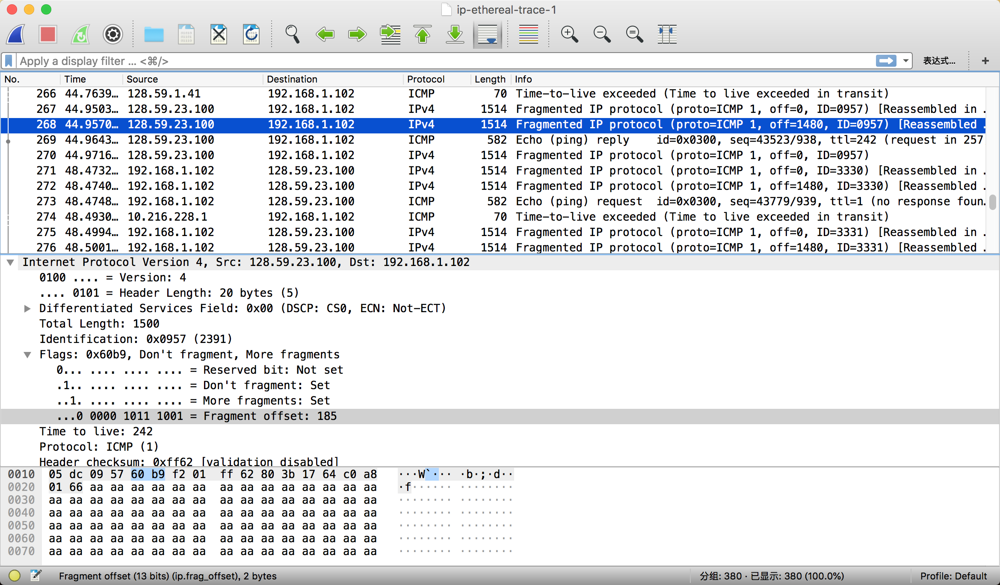 ip-ethereal-trace-1
Apply a display filter ... <⌘/>
表达式...
+
No. Time Source Destination Protocol Length Info
266 44.7639… 128.59.1.41 192.168.1.102 ICMP 70 Time-to-live exceeded (Time to live exceeded in transit)
267 44.9503… 128.59.23.100 192.168.1.102 IPv4 1514 Fragmented IP protocol (proto=ICMP 1, off=0, ID=0957) [Reassembled in .
268 44.9570… 128.59.23.100 192.168.1.102 IPv4 1514 Fragmented IP protocol (proto=ICMP 1, off=1480, ID=0957) [Reassembled .
269 44.9643… 128.59.23.100 192.168.1.102 ICMP 582 Echo (ping) reply id=0x0300, seq=43523/938, ttl=242 (request in 257
270 44.9716… 128.59.23.100 192.168.1.102 IPv4 1514 Fragmented IP protocol (proto=ICMP 1, off=0, ID=0957)
271 48.4732… 192.168.1.102 128.59.23.100 IPv4 1514 Fragmented IP protocol (proto=ICMP 1, off=0, ID=3330) [Reassembled in .
272 48.4740… 192.168.1.102 128.59.23.100 IPv4 1514 Fragmented IP protocol (proto=ICMP 1, off=1480, ID=3330) [Reassembled .
273 48.4748… 192.168.1.102 128.59.23.100 ICMP 582 Echo (ping) request id=0x0300, seq=43779/939, ttl=1 (no response foun.
274 48.4930… 10.216.228.1 192.168.1.102 ICMP 70 Time-to-live exceeded (Time to live exceeded in transit)
275 48.4994… 192.168.1.102 128.59.23.100 IPv4 1514 Fragmented IP protocol (proto=ICMP 1, off=0, ID=3331) [Reassembled in .
276 48.5001… 192.168.1.102 128.59.23.100 IPv4 1514 Fragmented IP protocol (proto=ICMP 1, off=1480, ID=3331) [Reassembled .
Internet Protocol Version 4, Src: 128.59.23.100, Dst: 192.168.1.102
0100 .... = Version: 4
.... 0101 = Header Length: 20 bytes (5)
Differentiated Services Field: 0x00 (DSCP: CS0, ECN: Not-ECT)
Total Length: 1500
Identification: 0x0957 (2391)
Flags: 0x60b9, Don't fragment, More fragments
0... .... .... .... = Reserved bit: Not set
.1.. .... .... .... = Don't fragment: Set
..1. .... .... .... = More fragments: Set
...0 0000 1011 1001 = Fragment offset: 185
Time to live: 242
Protocol: ICMP (1)
Header checksum: 0xff62 [validation disabled]
0010 05 dc 09 57 60 b9 f2 01 ff 62 80 3b 17 64 c0 a8 ···W`··· ·b·;·d··
0020 01 66 aa aa aa aa aa aa aa aa aa aa aa aa aa aa ·f······ ········
0030 aa aa aa aa aa aa aa aa aa aa aa aa aa aa aa aa ········ ········
0040 aa aa aa aa aa aa aa aa aa aa aa aa aa aa aa aa ········ ········
0050 aa aa aa aa aa aa aa aa aa aa aa aa aa aa aa aa ········ ········
0060 aa aa aa aa aa aa aa aa aa aa aa aa aa aa aa aa ········ ········
0070 aa aa aa aa aa aa aa aa aa aa aa aa aa aa aa aa ········ ········
Fragment offset (13 bits) (ip.frag_offset), 2 bytes
分组: 380 · 已显示: 380 (100.0%)
Profile: Default